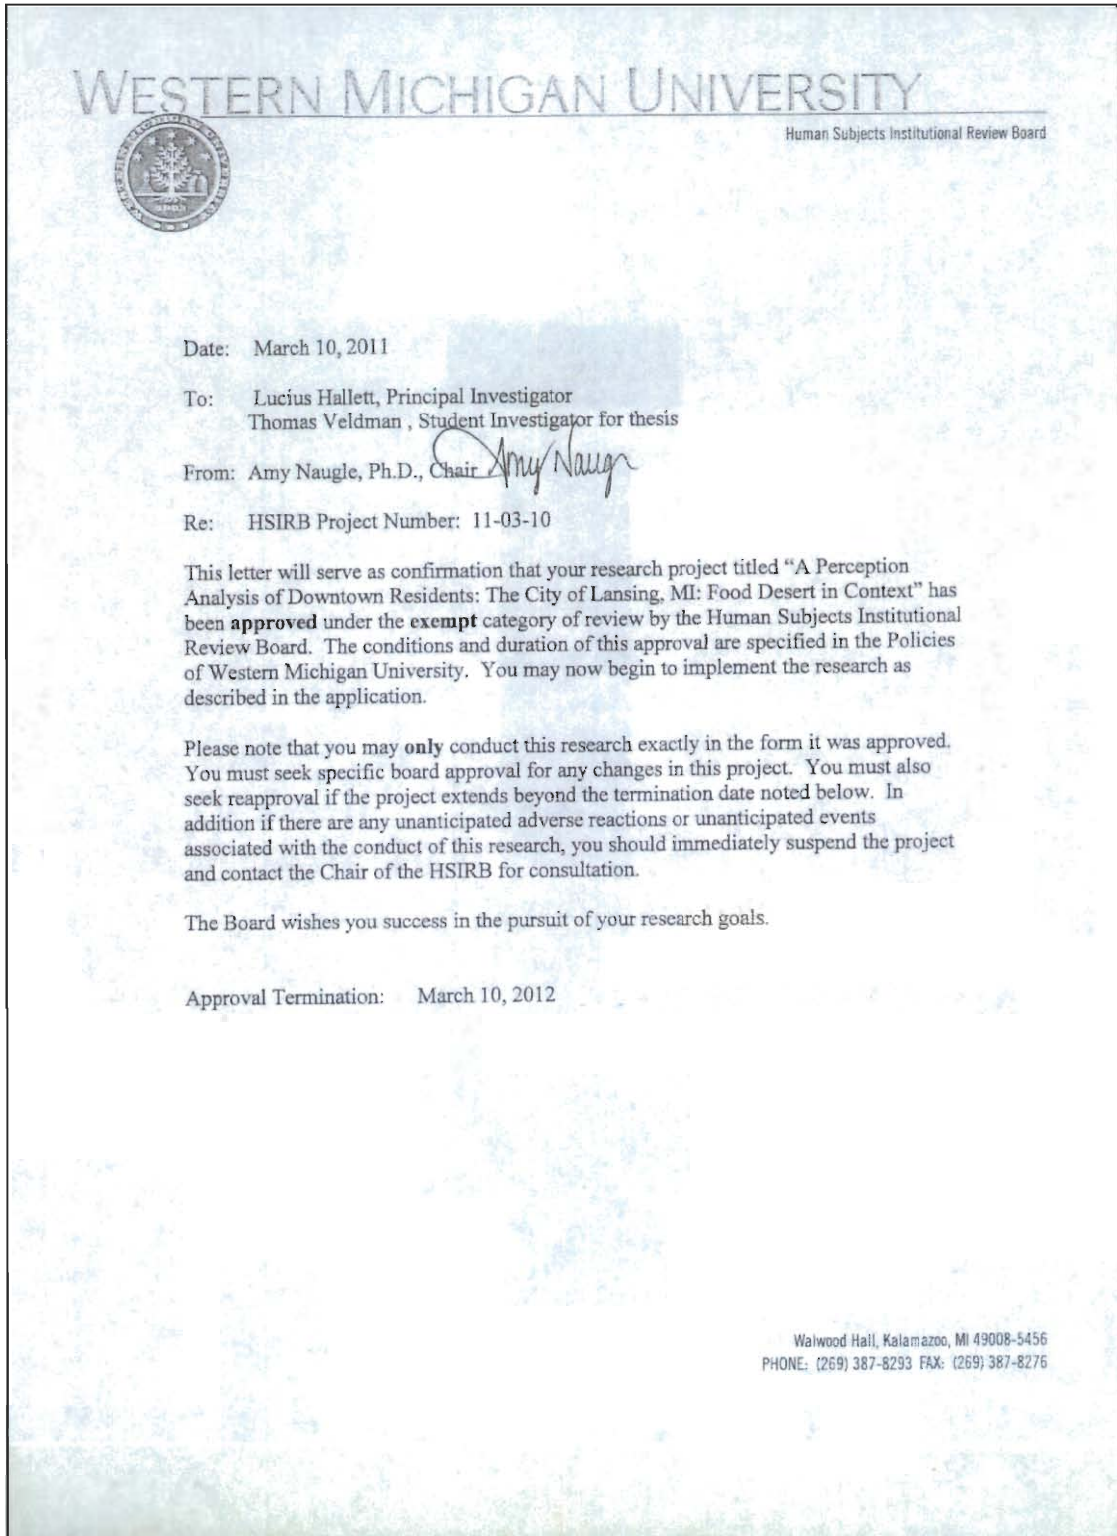 WESTERN MICHIGAN UNIVERSITY
Human Subjects Institutional Review Board
Date: March 10, 2011
To: Lucius Hallett, Principal Investigator
Thomas Veldman , Student Investigator for thesis
From: Amy Naugle, Ph.D., Chair Amy Naugle
Re: HSIRB Project Number: 11-03-10
This letter will serve as confirmation that your research project titled “A Perception
Analysis of Downtown Residents: The City of Lansing, MI: Food Desert in Context” has
been approved under the exempt category of review by the Human Subjects Institutional
Review Board. The conditions and duration of this approval are specified in the Policies
of Western Michigan University. You may now begin to implement the research as
described in the application.
Please note that you may only conduct this research exactly in the form it was approved.
You must seek specific board approval for any changes in this project. You must also
seek reapproval if the project extends beyond the termination date noted below. In
addition if there are any unanticipated adverse reactions or unanticipated events
associated with the conduct of this research, you should immediately suspend the project
and contact the Chair of the HSIRB for consultation.
The Board wishes you success in the pursuit of your research goals.
Approval Termination: March 10, 2012
Walwood Hall, Kalamazoo, MI 49008-5456
PHONE: (269) 387-8293 FAX: (269) 387-8276